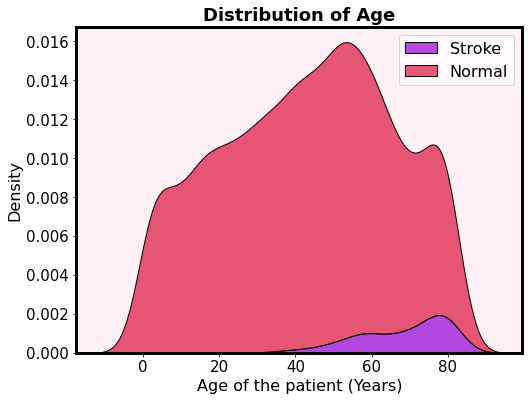 Distribution of Age
Stroke
Normal
Density
0.016
0.014
0.012
0.010
0.008
0.006
0.004
0.002
0.000
0 20 40 60 80
Age of the patient (Years)